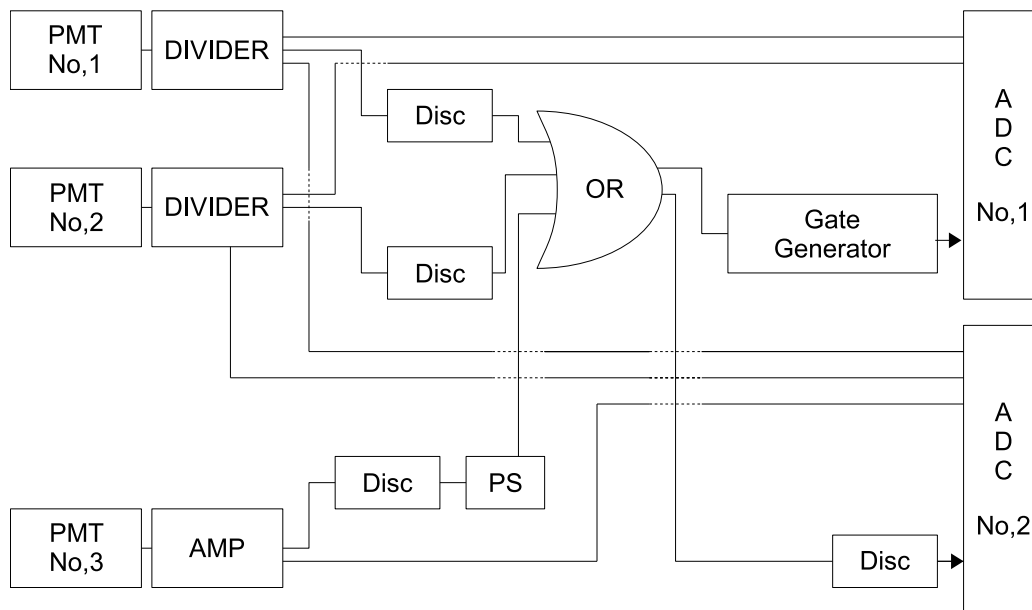 PMT
No,1
DIVIDER
Disc
A
D
C
No,1
PMT
No,2
DIVIDER
OR
Gate
Generator
Disc
A
D
C
No,2
Disc
PS
PMT
No,3
AMP
Disc